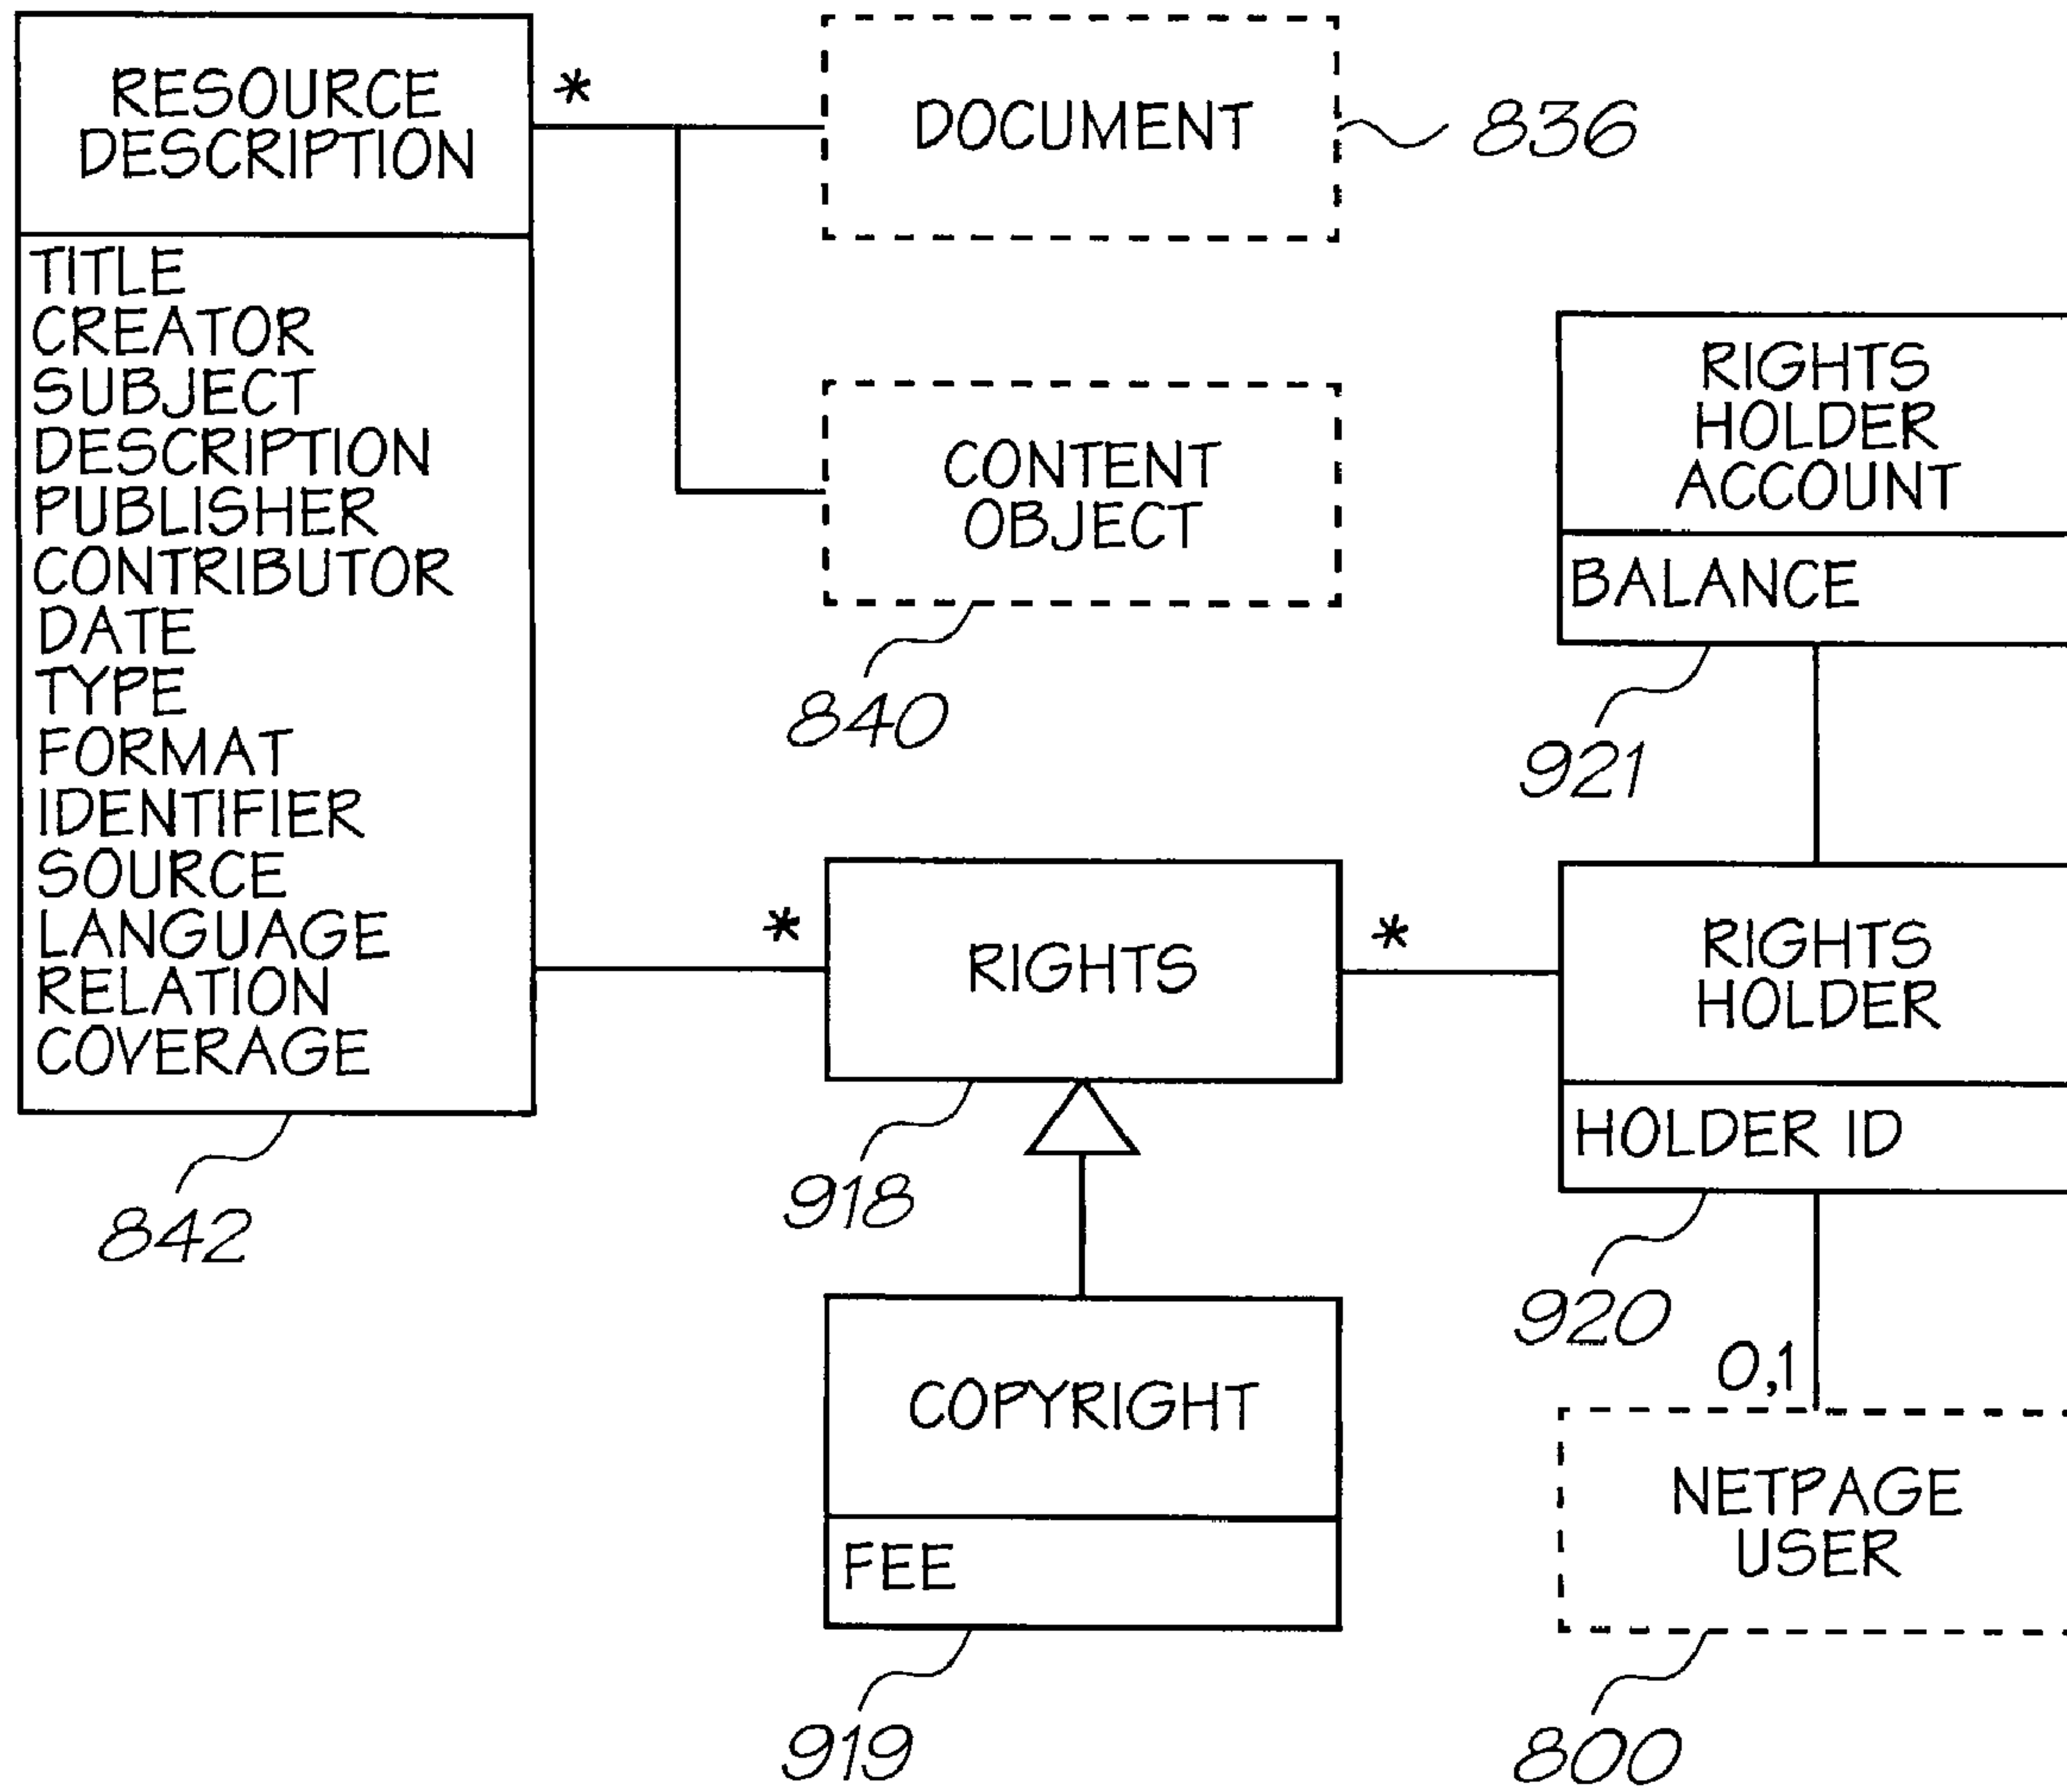 RESOURCE
DESCRIPTION
*
TITLE
CREATOR
SUBJECT
DESCRIPTION
PUBLISHER
CONTRIBUTOR
DATE
TYPE
FORMAT
IDENTIFIER
SOURCE
LANGUAGE
RELATION
COVERAGE
842
DOCUMENT
836
CONTENT
OBJECT
840
RIGHTS
HOLDER
ACCOUNT
BALANCE
921
*
RIGHTS
*
918
RIGHTS
HOLDER
HOLDER ID
920
COPYRIGHT
FEE
919
0,1
NETPAGE
USER
800